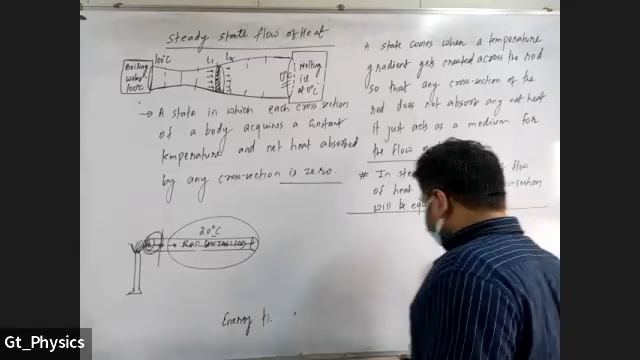 Steady state flow of Heat
Boiling
Water
100°C
100°C
0°C
Melting
ice
at 0°C
→ A state in which each cross section
of a body acquires a Constant
temperature and net heat absorbed
by any cross-section is zero.
A state comes when a temperature
gradient gets created across the rod
so that any cross-section of the
rod does not absorb any net heat
it just acts as a medium for
the flow
# In flow
of heat
will be
20°C
ROD (METALLIC)
Energy
Gt_Physics